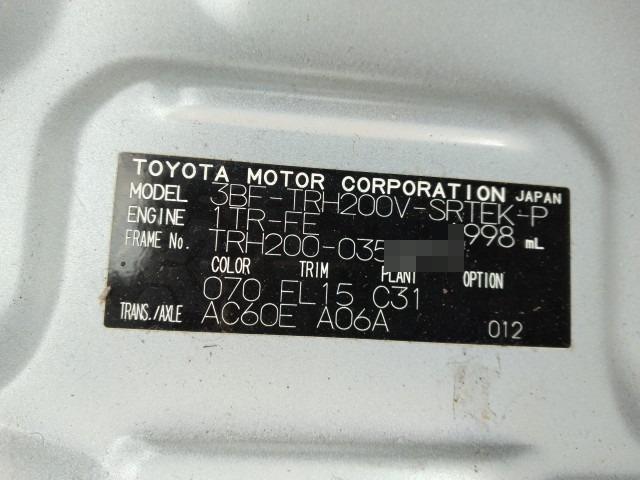 TOYOTA MOTOR CORPORATION JAPAN
MODEL 3BF-TRH200V-SRTEK-P
ENGINE 1TR-FE 998 mL
FRAME No. TRH200-035
COLOR TRIM PLANT OPTION
070 FL15 C31
TRANS./AXLE AC60E A06A 012